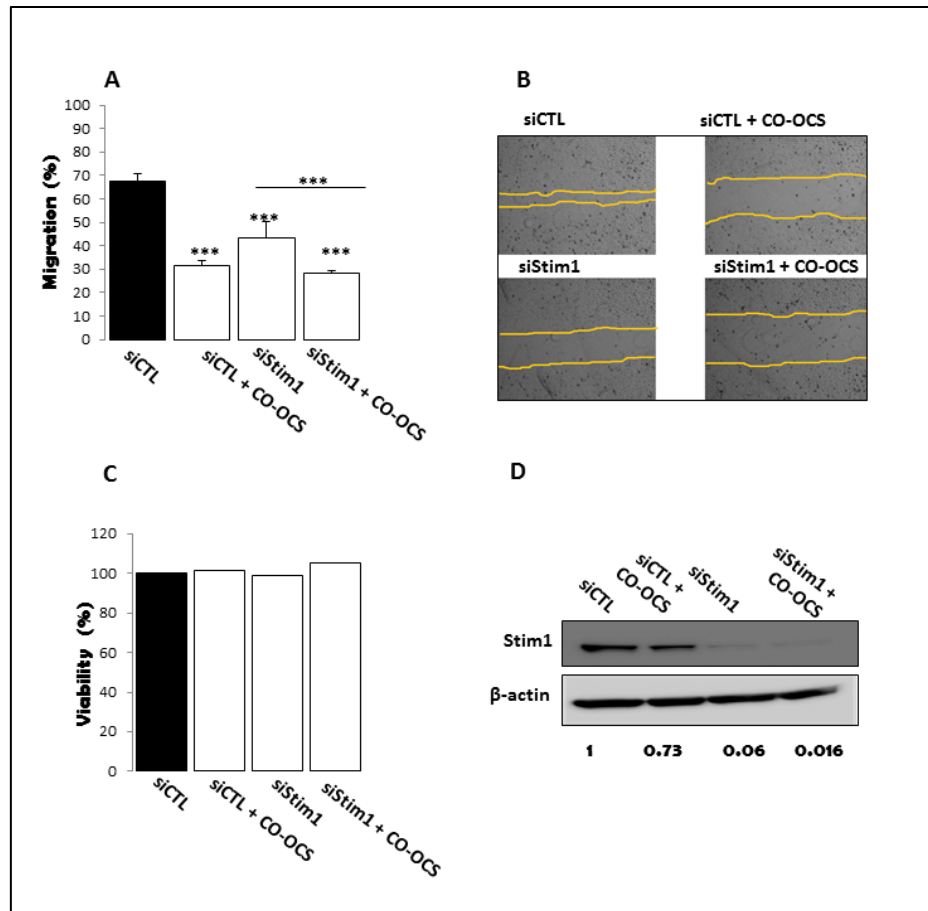 A
Migration (%)
100
90
80
70
60
50
40
30
20
10
0
***
***
***
***
siCTL
siCTL + CO-OCS
siStim1
siStim1 + CO-OCS
B
siCTL
siCTL + CO-OCS
siStim1
siStim1 + CO-OCS
C
Viability (%)
120
100
80
60
40
20
0
siCTL
siCTL + CO-OCS
siStim1
siStim1 + CO-OCS
D
siCTL
siCTL +
CO-OCS
siStim1
siStim1 +
CO-OCS
Stim1
β-actin
1 0.73 0.06 0.016